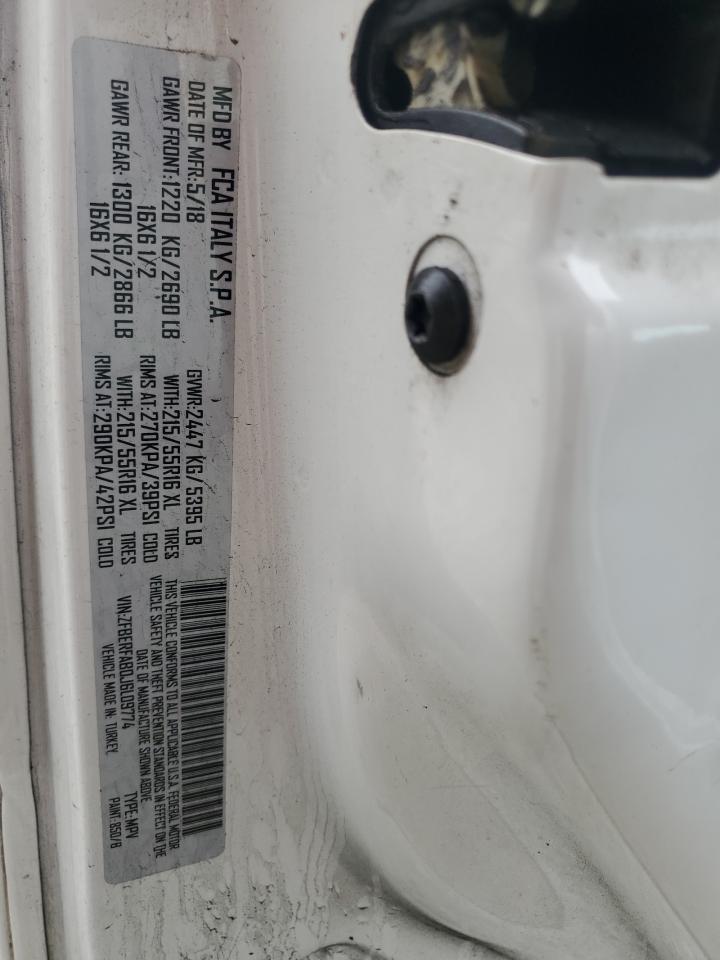 MFD BY FCA ITALY S.P.A.
DATE OF MFR:5/18 GVWR:2447 KG/5395 LB
GAWR FRONT:1220 KG/2690 LB WITH:215/55R16 XL TIRES
16X6 1/2 RIMS AT:270KPA/39PSI COLD
GAWR REAR: 1300 KG/2866 LB WITH:215/55R16 XL TIRES
16X6 1/2 RIMS AT:290KPA/42PSI COLD
THIS VEHICLE CONFORMS TO ALL APPLICABLE U.S.A. FEDERAL MOTOR
VEHICLE SAFETY AND THEFT PREVENTION STANDARDS IN EFFECT ON THE
DATE OF MANUFACTURE SHOWN ABOVE
VIN:ZFBERFAB0J6L09774 TYPE:MPV
VEHICLE MADE IN: TURKEY PAINT: 850/B